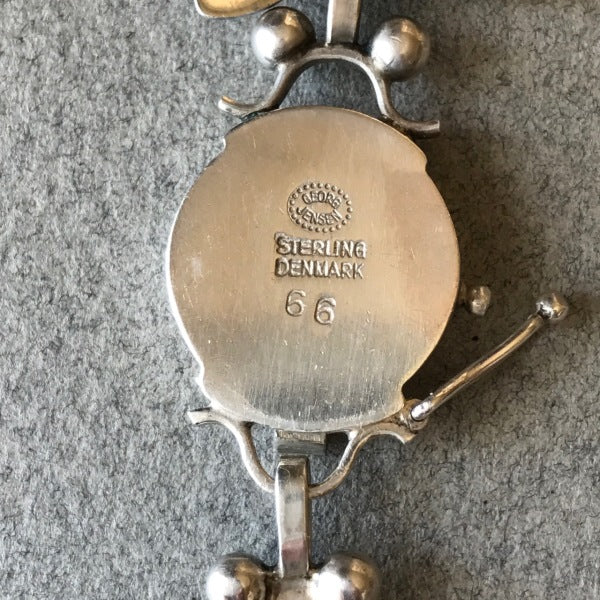 GEORG
JENSEN
STERLING
DENMARK
66